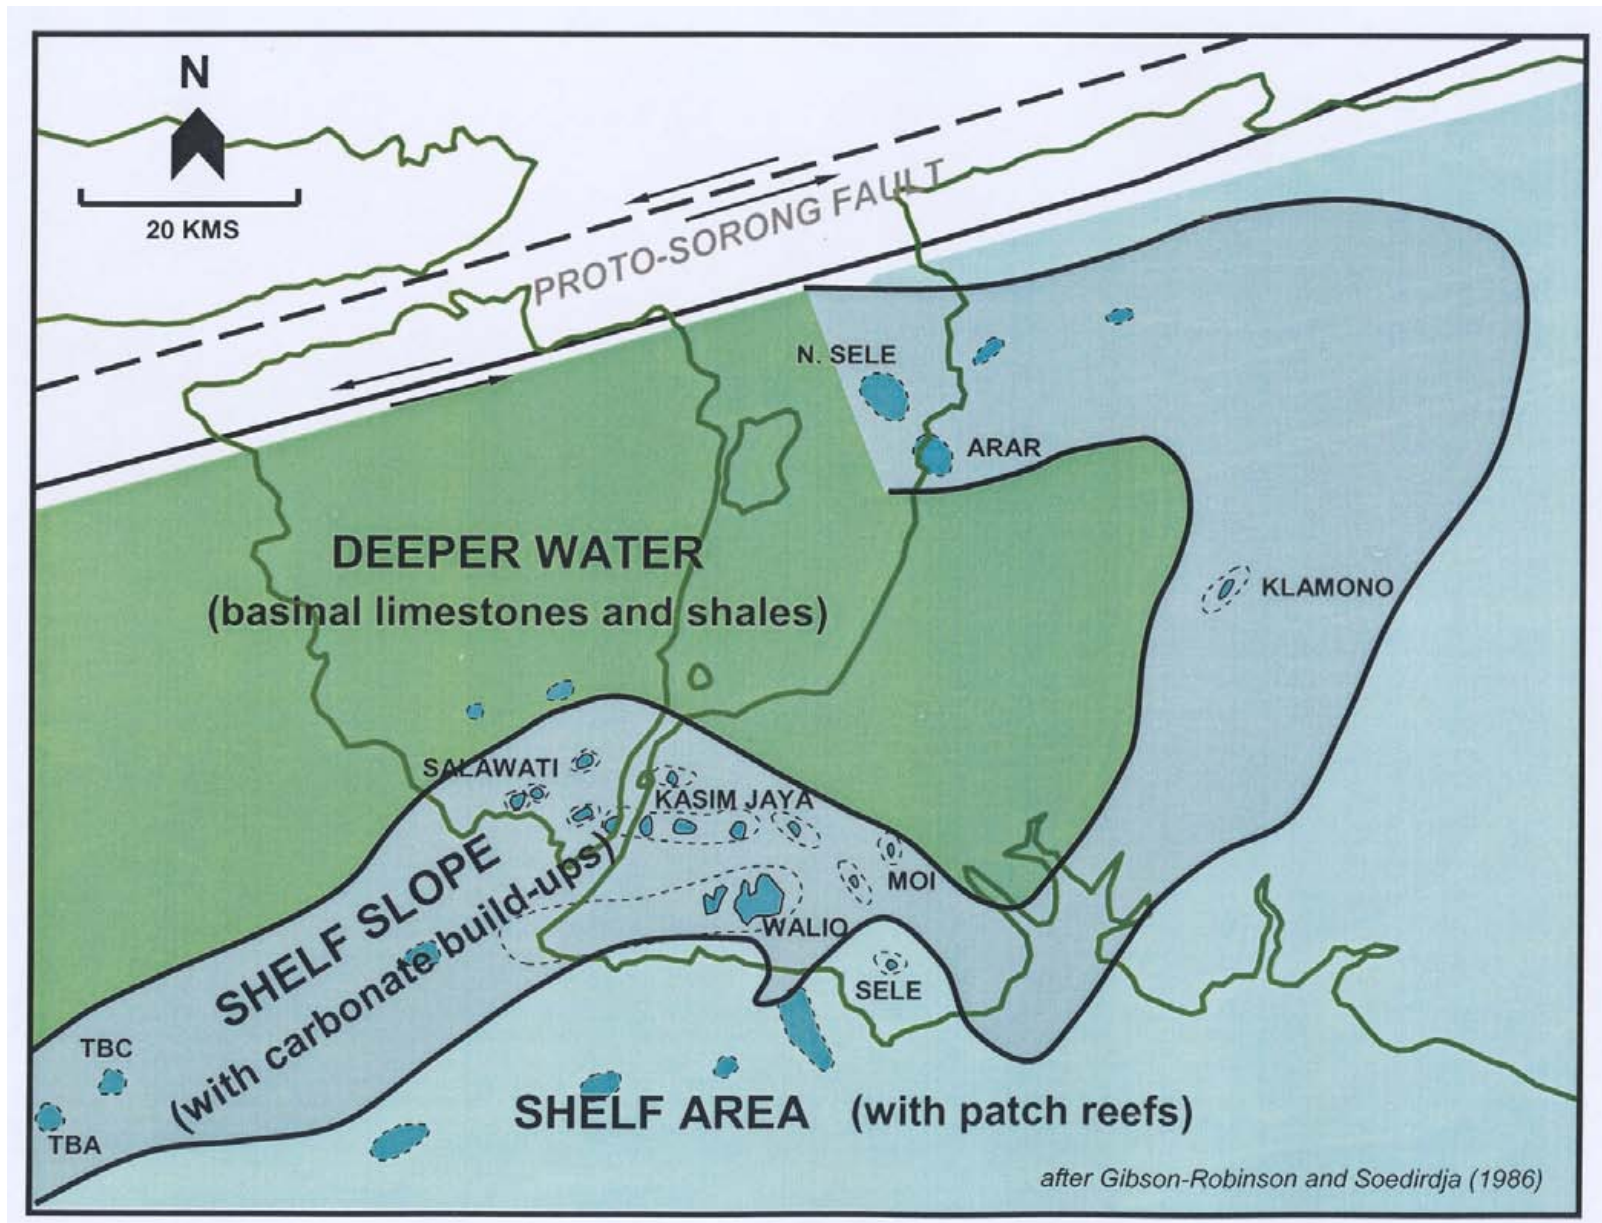 N
20 KMS
PROTO-SORONG FAULT
N. SELE
ARAR
DEEPER WATER
(basinal limestones and shales)
KLAMONO
SALAWATI
KASIM JAYA
MOI
WALIO
SHELF SLOPE
(with carbonate build-ups)
SELE
TBC
TBA
SHELF AREA (with patch reefs)
after Gibson-Robinson and Soedirdja (1986)